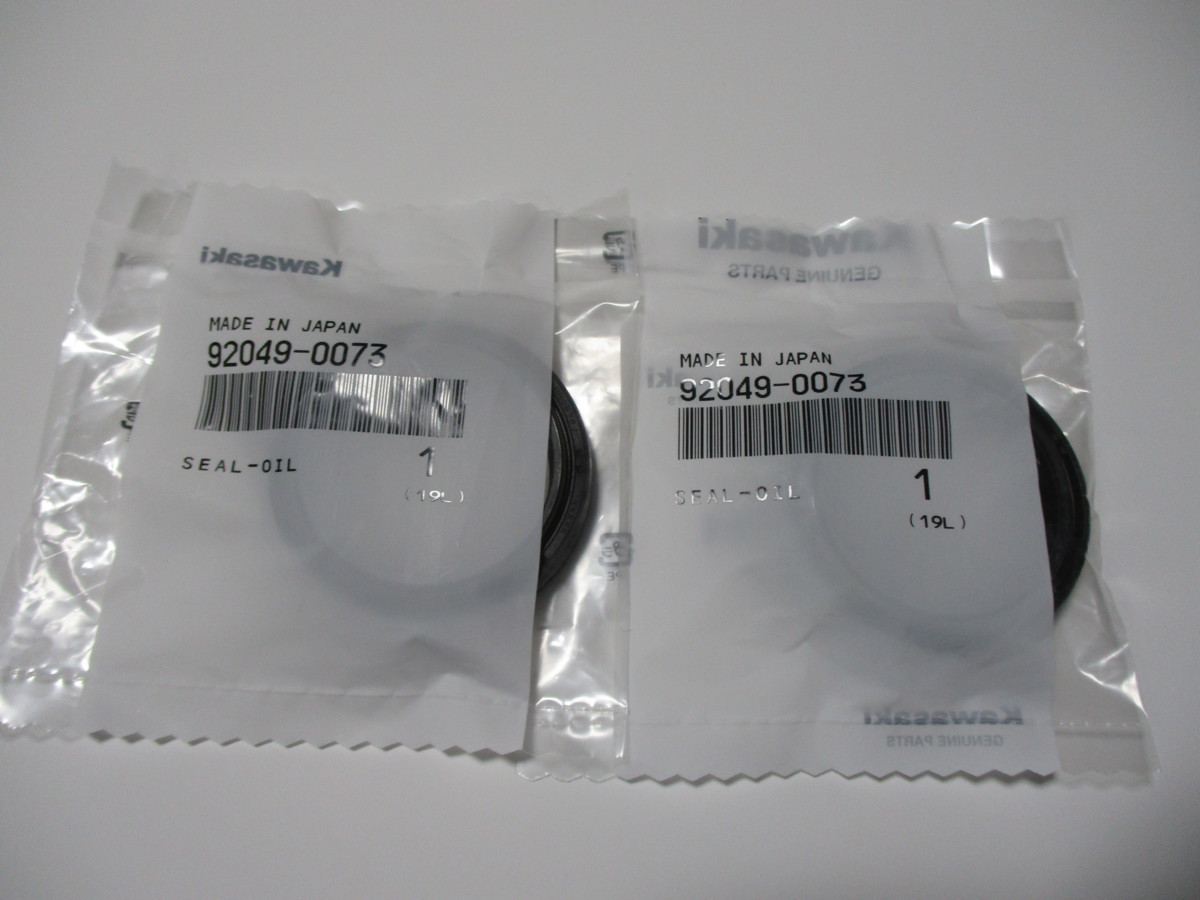 Kawasaki
MADE IN JAPAN
92049-0073
SEAL-OIL
1
(19L)
Kawasaki
GENUINE PARTS
MADE IN JAPAN
92049-0073
SEAL-OIL
1
(19L)
PE
Kawasaki
GENUINE PARTS